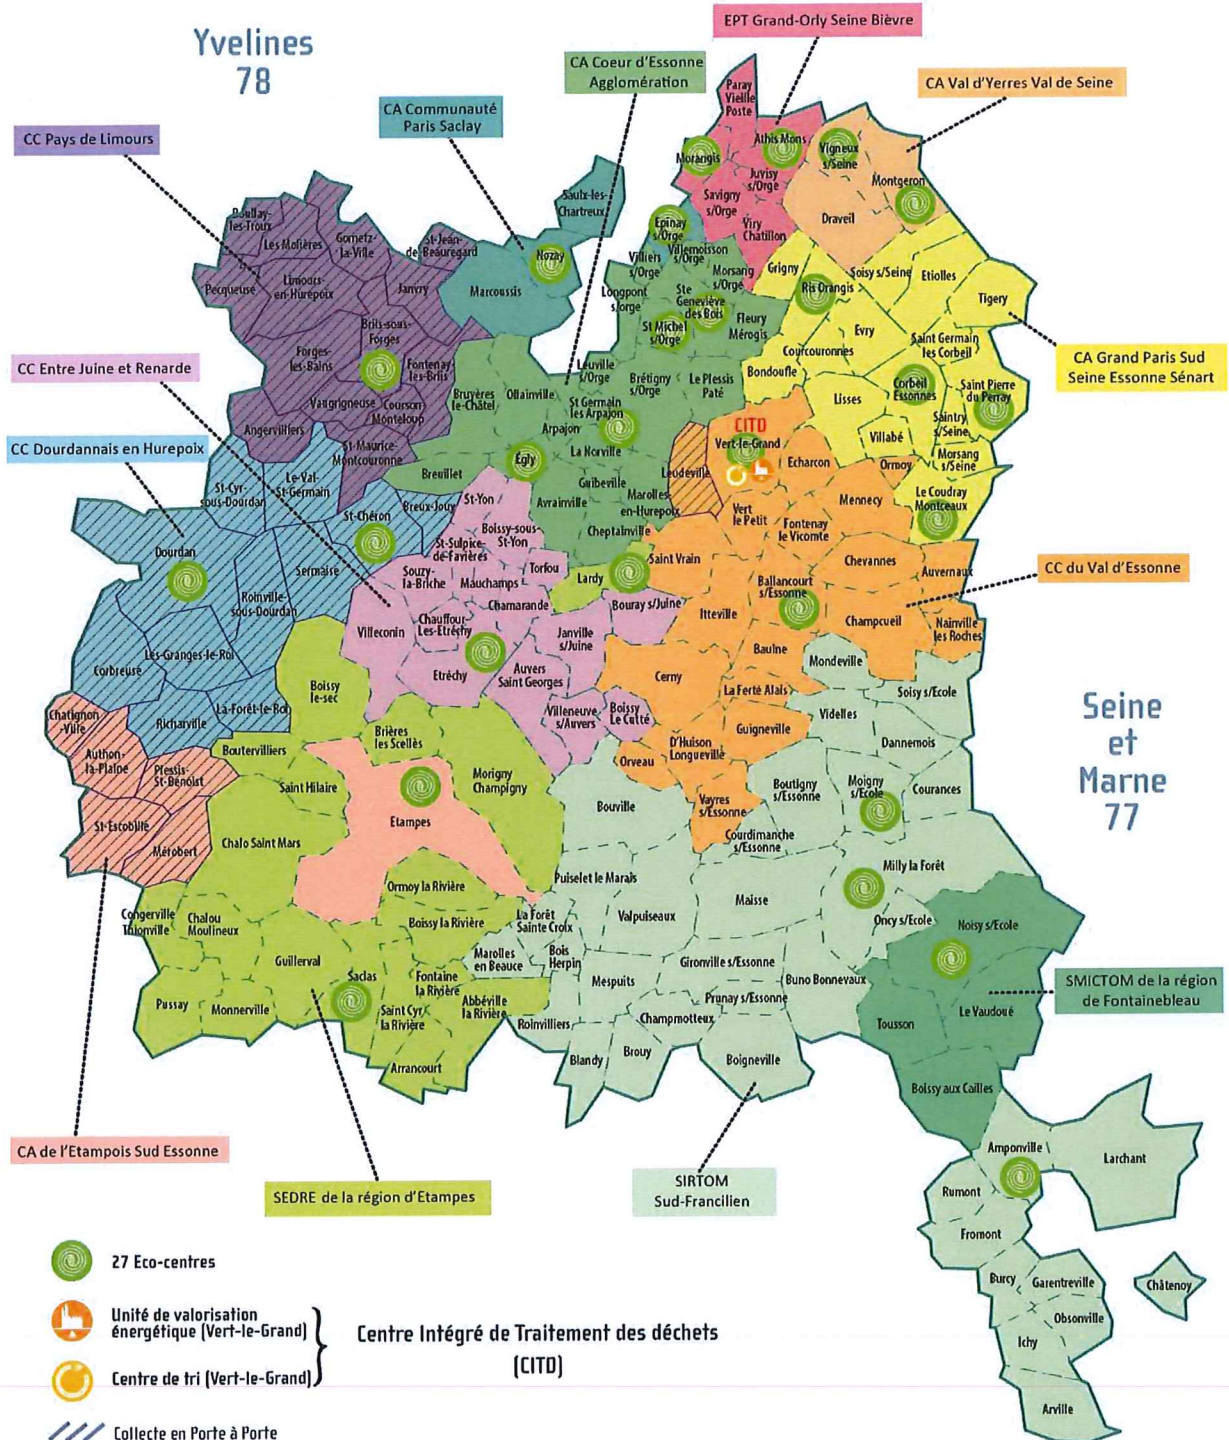 Yvelines
78
EPT Grand-Orly Seine Bièvre
CA Coeur d'Essonne
Agglomération
CA Val d'Yerres Val de Seine
CA Communauté
Paris Saclay
CC Pays de Limours
Paray
Vieille
Poste
Athis Mons
Morangis
Vigneux
s/Seine
Juvisy
s/Orge
Montgeron
Savigny
s/Orge
Saulx-les-
Chartreux
Draveil
Viry
Chatillon
Boullay-
les-Troux
Les Molières
Gometz-
la-Ville
St-Jean-
de-Beauregard
Epinay
s/Orge
Nozay
Villemoisson
s/Orge
Villiers
s/Orge
Morsang
s/Orge
Grigny
Soisy s/Seine
Etiolles
Pecqueuse
Limours-
en-Hurepoix
Janvry
Marcoussis
Longpont
s/orge
Ste
Geneviève
des Bois
Ris Orangis
Tigery
St Michel
s/Orge
Fleury
Mérogis
Evry
Briis-sous-
Forges
Saint Germain
les Corbeil
Forges-
les-Bains
Fontenay-
les-Briis
Leuville
s/Orge
Courcouronnes
CA Grand Paris Sud
Seine Essonne Sénart
CC Entre Juine et Renarde
Brétigny
s/Orge
Le Plessis
Paté
Bondoufle
Corbeil
Essonnes
Saint Pierre
du Perray
Bruyères
le-Châtel
Ollainville
Lisses
Vaugrigneuse
Courson-
Monteloup
St Germain
les Arpajon
Arpajon
CITD
Saintry
s/Seine
Angervilliers
Villabé
Vert-le-Grand
CC Dourdannais en Hurepoix
St-Maurice-
Montcouronne
La Norville
Morsang
s/Seine
Egly
Echarcon
Ormoy
Breuillet
Leudeville
Le-Val-
St-Germain
St-Cyr-
sous-Dourdan
Guibeville
Marolles-
en-Hurepoix
Mennecy
Le Coudray
Montceaux
St-Yon
Avrainville
Breux-Jouy
St-Chéron
Vert
le Petit
Fontenay
le Vicomte
Boissy-sous-
St-Yon
Cheptainville
Dourdan
St-Sulpice-
de-Favières
Saint Vrain
Chevannes
Auvernaux
CC du Val d'Essonne
Sermaise
Souzy-
la-Briche
Torfou
Mauchamps
Lardy
Ballancourt
s/Essonne
Roinville-
sous-Dourdan
Chamarande
Bouray s/Juine
Itteville
Champcueil
Nainville
les Roches
Villeconin
Chauffour-
Les-Etréchy
Janville
s/Juine
Baulne
Mondeville
Les-Granges-le-Roi
Corbreuse
Etréchy
Auvers
Saint Georges
Cerny
Boissy
le-sec
La Ferté Alais
Soisy s/Ecole
Chatignon
-Ville
La-Forêt-le-Roi
Richarville
Villeneuve
s/Auvers
Boissy
Le Cutté
Videlles
Seine
et
Marne
77
Brières
les Scellès
Guigneville
Boutervilliers
D'Huison
Longueville
Dannemois
Authon-
la-Plaine
Orveau
Plessis-
St-Benoist
Saint Hilaire
Morigny
Champigny
Boutigny
s/Essonne
Moigny
s/Ecole
Courances
Bouville
Vayres
s/Essonne
Etampes
St-Escobille
Courdimanche
s/Essonne
Chalo Saint Mars
Mérobert
Milly la Forêt
Puiselet le Marais
Ormoy la Rivière
Maisse
Congerville
Thionville
Chalou
Moulineux
Boissy la Rivière
La Forêt
Sainte Croix
Valpuiseaux
Oncy s/Ecole
Noisy s/Ecole
Guillerval
Marolles
en Beauce
Bois
Herpin
Gironville s/Essonne
Saclas
Fontaine
la Rivière
Mespuits
Buno Bonnevaux
SMICTOM de la région
de Fontainebleau
Pussay
Monnerville
Saint Cyr
la Rivière
Abbéville
la Rivière
Prunay s/Essonne
Le Vaudoué
Roinvilliers
Champmotteux
Tousson
Blandy
Brouy
Boigneville
Arrancourt
Boissy aux Cailles
CA de l'Etampois Sud Essonne
Amponville
Larchant
SEDRE de la région d'Etampes
SIRTOM
Sud-Francilien
Rumont
Fromont
27 Eco-centres
Burcy
Garentreville
Châtenoy
Unité de valorisation
énergétique (Vert-le-Grand)
Obsonville
Centre Intégré de Traitement des déchets
(CITD)
Ichy
Centre de tri (Vert-le-Grand)
Arville
Collecte en Porte à Porte